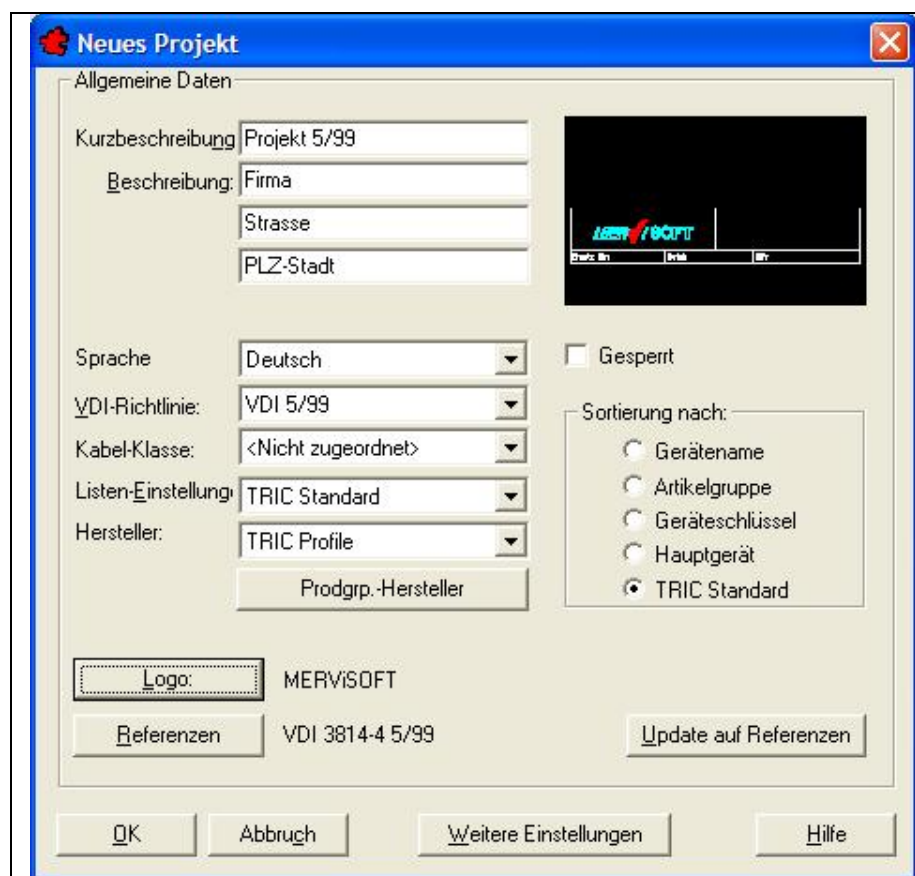 Neues Projekt
Allgemeine Daten
Kurzbeschreibung Projekt 5/99
Beschreibung: Firma
Strasse
PLZ-Stadt
Sprache Deutsch
Gesperrt
VDI-Richtlinie: VDI 5/99
Kabel-Klasse: <Nicht zugeordnet>
Listen-Einstellung TRIC Standard
Hersteller: TRIC Profile
Prodgrp.-Hersteller
Sortierung nach:
Gerätename
Artikelgruppe
Geräteschlüssel
Hauptgerät
TRIC Standard
Logo: MERViSOFT
Referenzen VDI 3814-4 5/99
Update auf Referenzen
OK Abbruch Weitere Einstellungen Hilfe